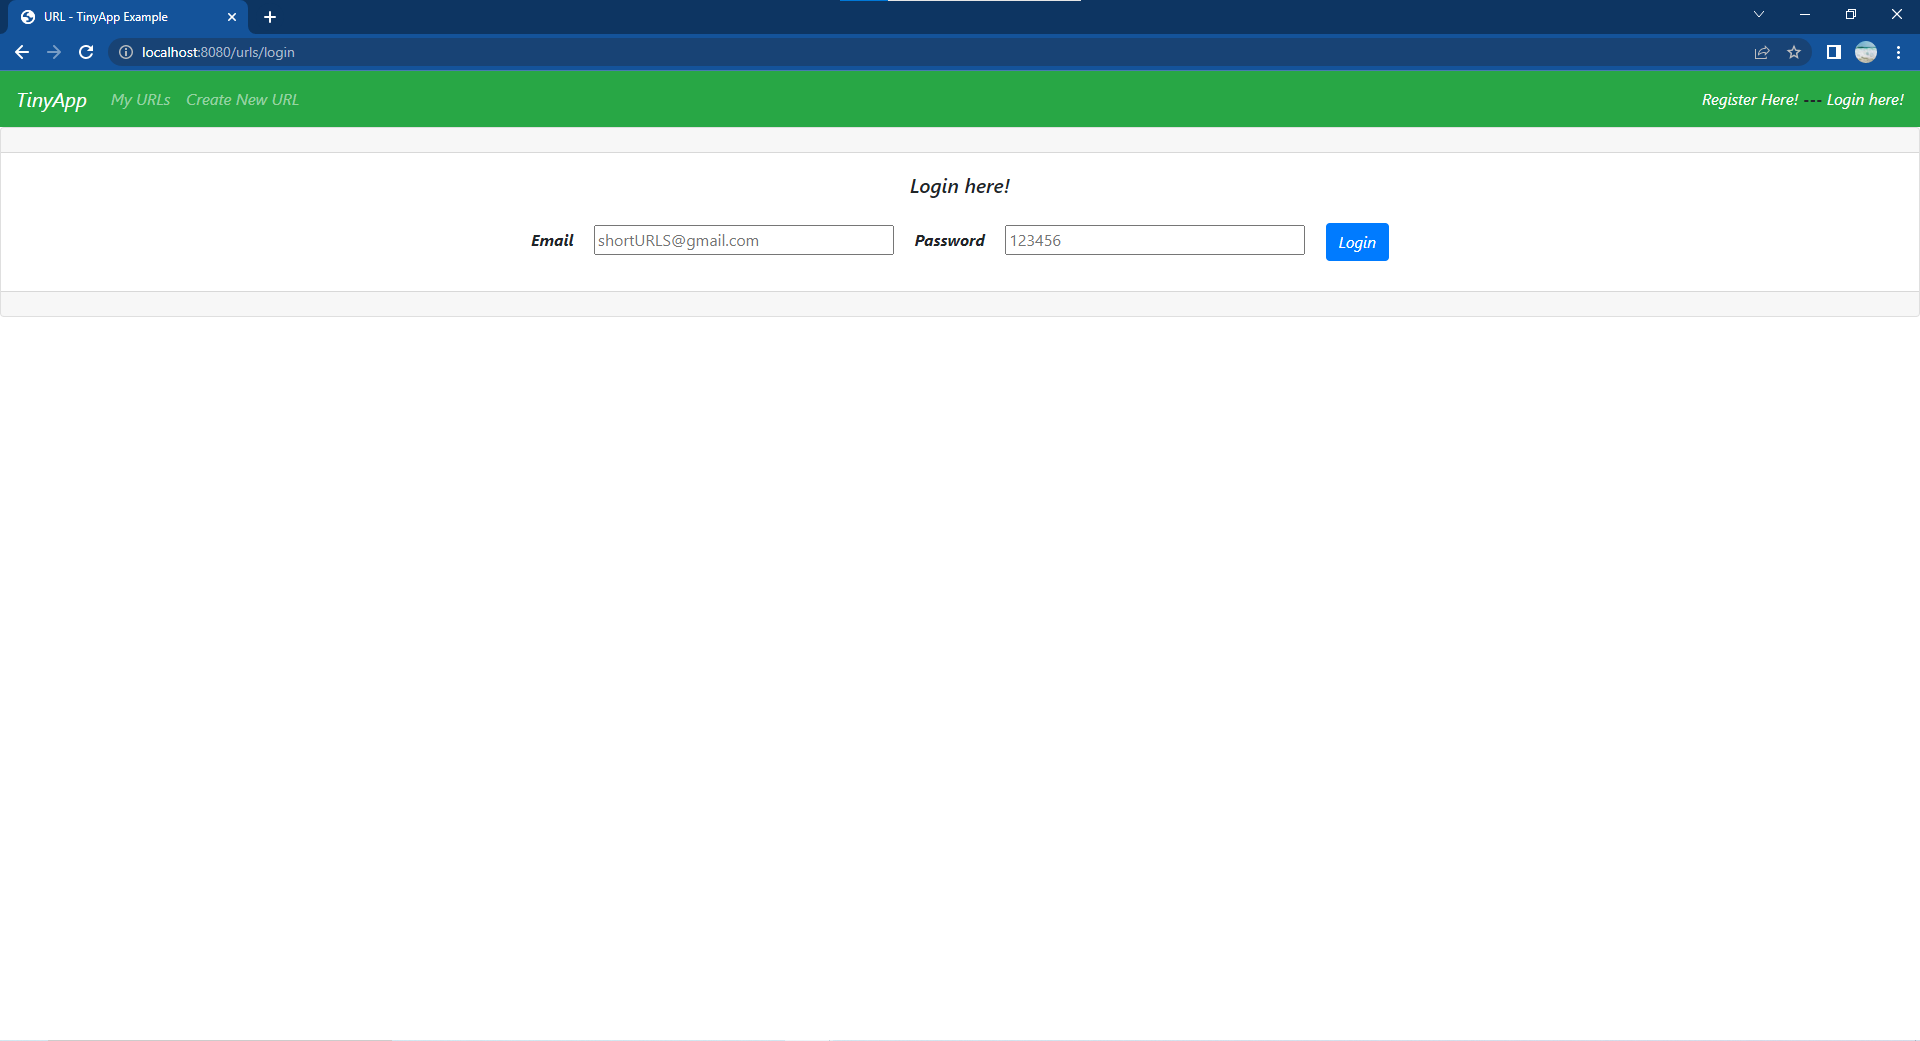 URL - TinyApp Example
localhost:8080/urls/login
TinyApp My URLs Create New URL Register Here! --- Login here!
Login here!
Email shortURLS@gmail.com Password 123456 Login